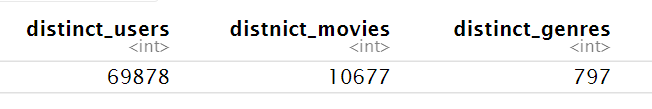 distinct_users distnict_movies distinct_genres
<int> <int> <int>
69878 10677 797